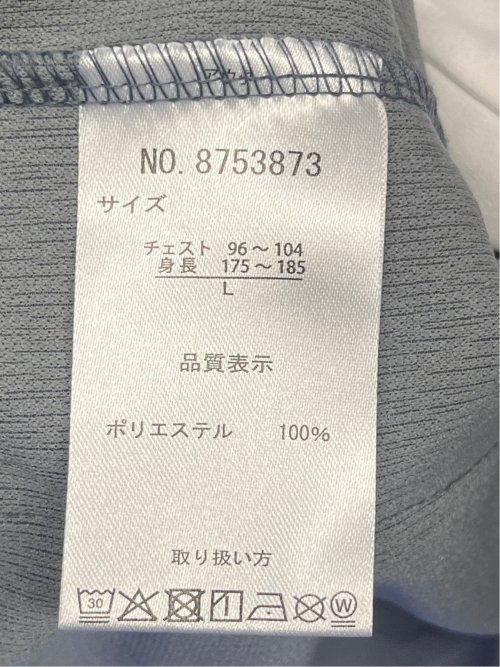 NO. 8753873
サイズ
チェスト 96～104
身長 175～185
L
品質表示
ポリエステル 100%
取り扱い方
30
W